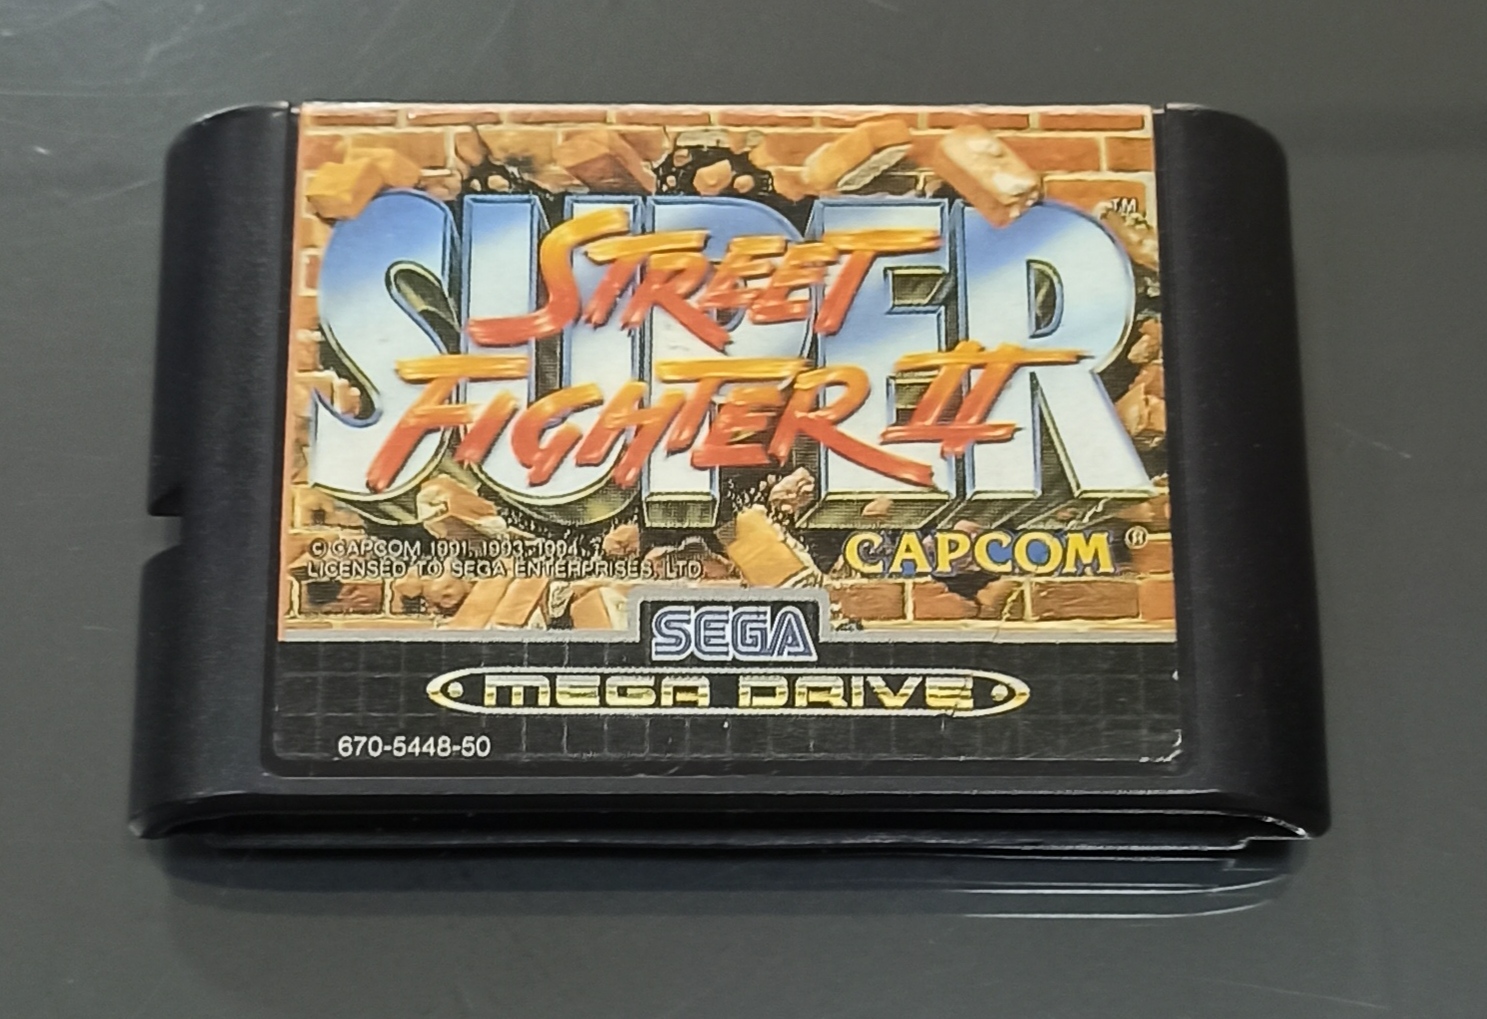 SUPER
STREET
FIGHTER II
TM
© CAPCOM 1991, 1993, 1994,
LICENSED TO SEGA ENTERPRISES, LTD.
CAPCOM ®
SEGA
MEGA DRIVE
670-5448-50